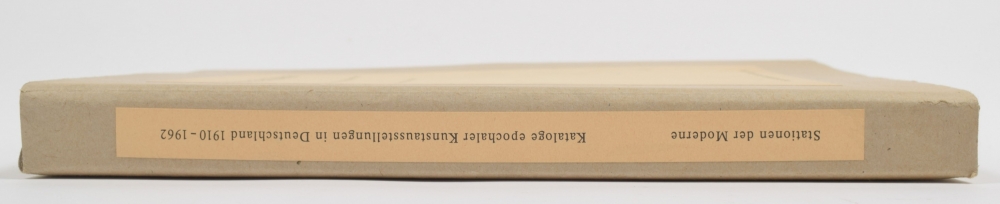 Stationen der Moderne Kataloge epochaler Kunstausstellungen in Deutschland 1910 – 1962